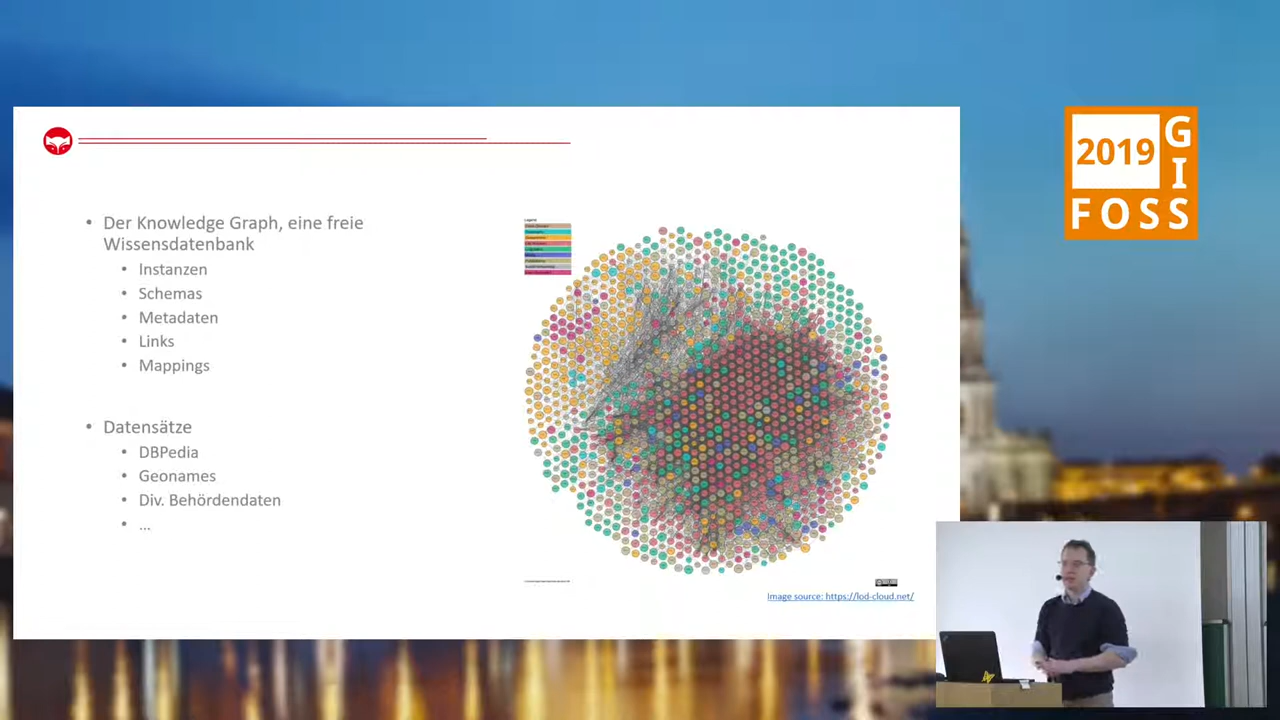 • Der Knowledge Graph, eine freie
Wissensdatenbank
• Instanzen
• Schemas
• Metadaten
• Links
• Mappings
• Datensätze
• DBPedia
• Geonames
• Div. Behördendaten
• ...
Image source: https://lod-cloud.net/
2019
GIS
FOSS